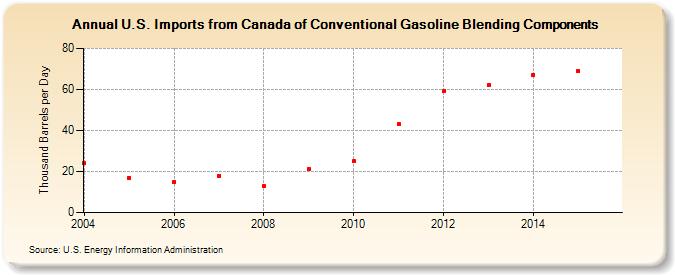 Annual U.S. Imports from Canada of Conventional Gasoline Blending Components
Thousand Barrels per Day
80
60
40
20
0
2004 2006 2008 2010 2012 2014
Source: U.S. Energy Information Administration